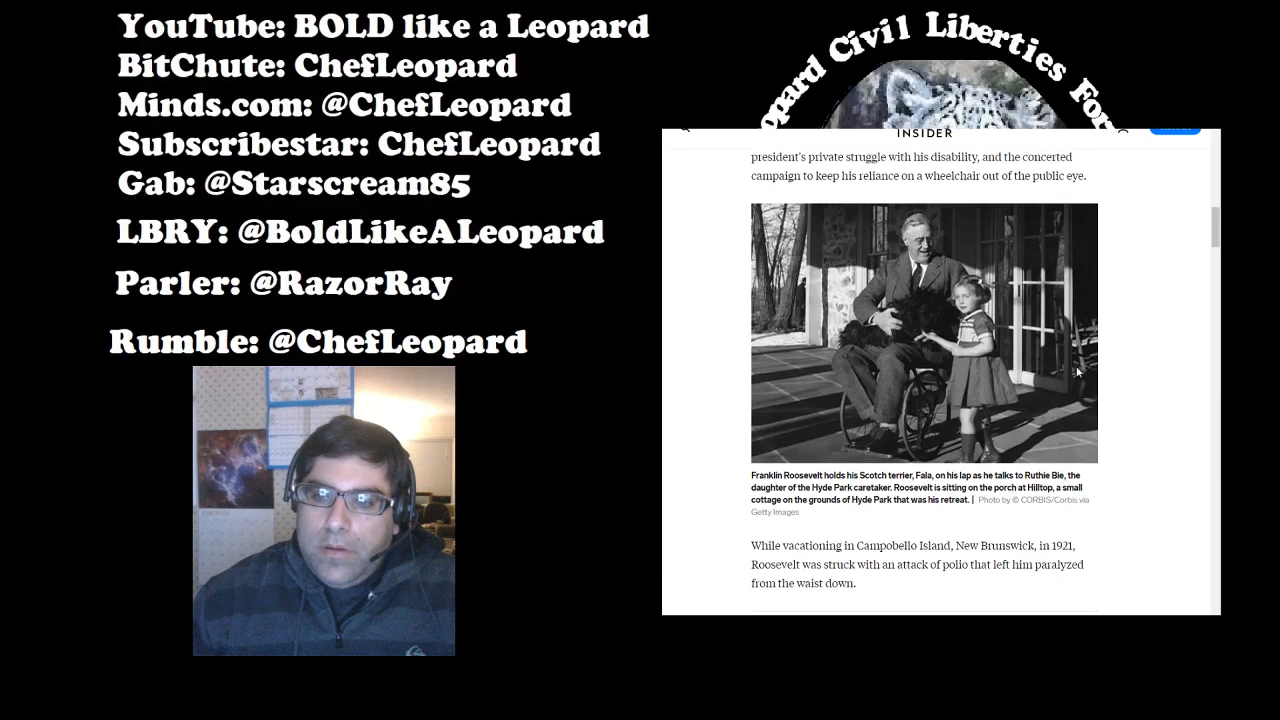 YouTube: BOLD like a Leopard
BitChute: ChefLeopard
Minds.com: @ChefLeopard
Subscribestar: ChefLeopard
Gab: @Starscream85
LBRY: @BoldLikeALeopard
Parler: @RazorRay
Rumble: @ChefLeopard
Civil Liberties
INSIDER
president's private struggle with his disability, and the concerted
campaign to keep his reliance on a wheelchair out of the public eye.
Franklin Roosevelt holds his Scotch terrier, Fala, on his lap as he talks to Ruthie Bie, the
daughter of the Hyde Park caretaker. Roosevelt is sitting on the porch at Hilltop, a small
cottage on the grounds of Hyde Park that was his retreat. | Photo by © CORBIS/Corbis via
Getty Images
While vacationing in Campobello Island, New Brunswick, in 1921,
Roosevelt was struck with an attack of polio that left him paralyzed
from the waist down.